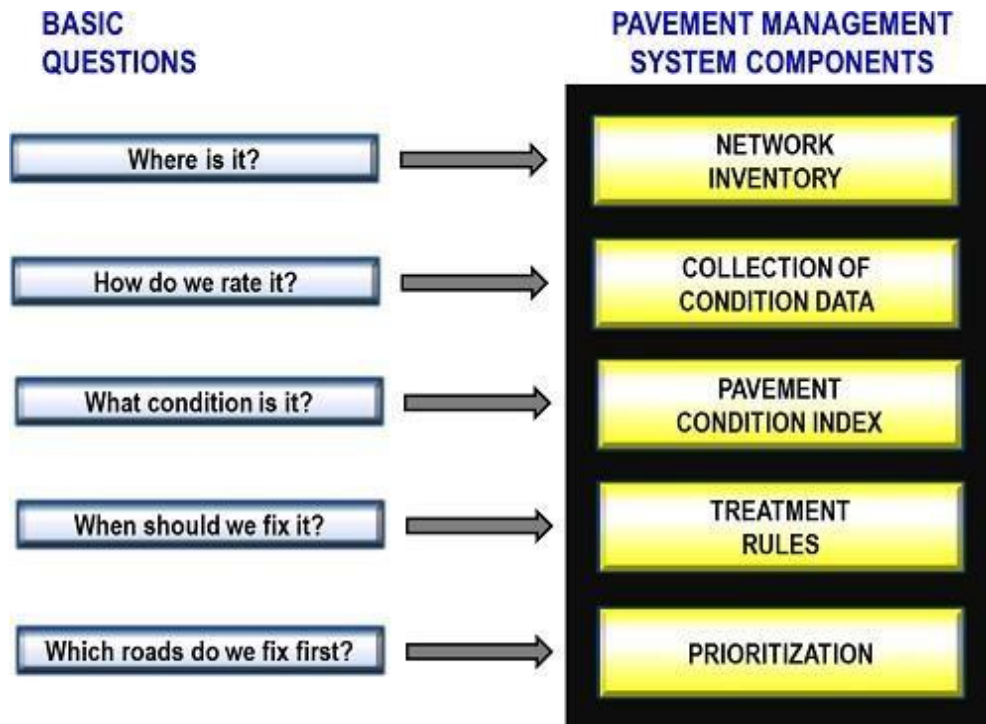 BASIC
QUESTIONS
PAVEMENT MANAGEMENT
SYSTEM COMPONENTS
Where is it?
NETWORK
INVENTORY
How do we rate it?
COLLECTION OF
CONDITION DATA
What condition is it?
PAVEMENT
CONDITION INDEX
When should we fix it?
TREATMENT
RULES
Which roads do we fix first?
PRIORITIZATION